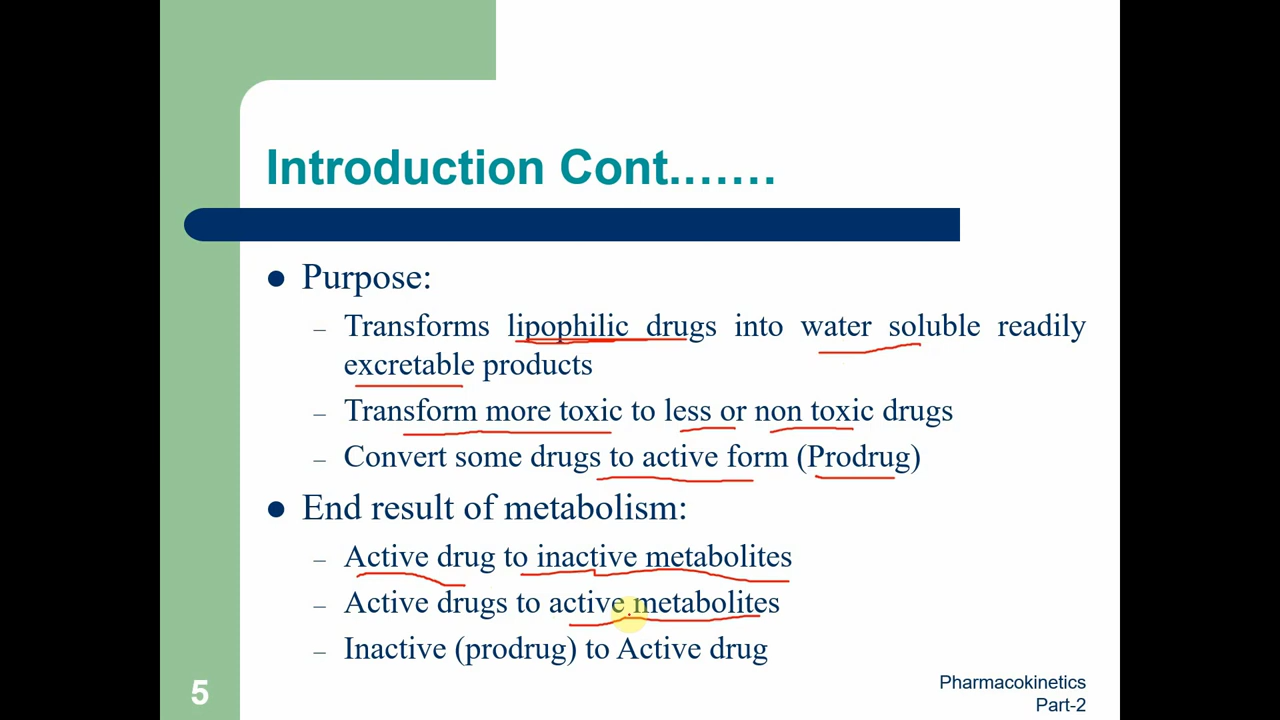 Introduction Cont.......
Purpose:
– Transforms lipophilic drugs into water soluble readily
excretable products
– Transform more toxic to less or non toxic drugs
– Convert some drugs to active form (Prodrug)
End result of metabolism:
– Active drug to inactive metabolites
– Active drugs to active metabolites
– Inactive (prodrug) to Active drug
5
Pharmacokinetics
Part-2